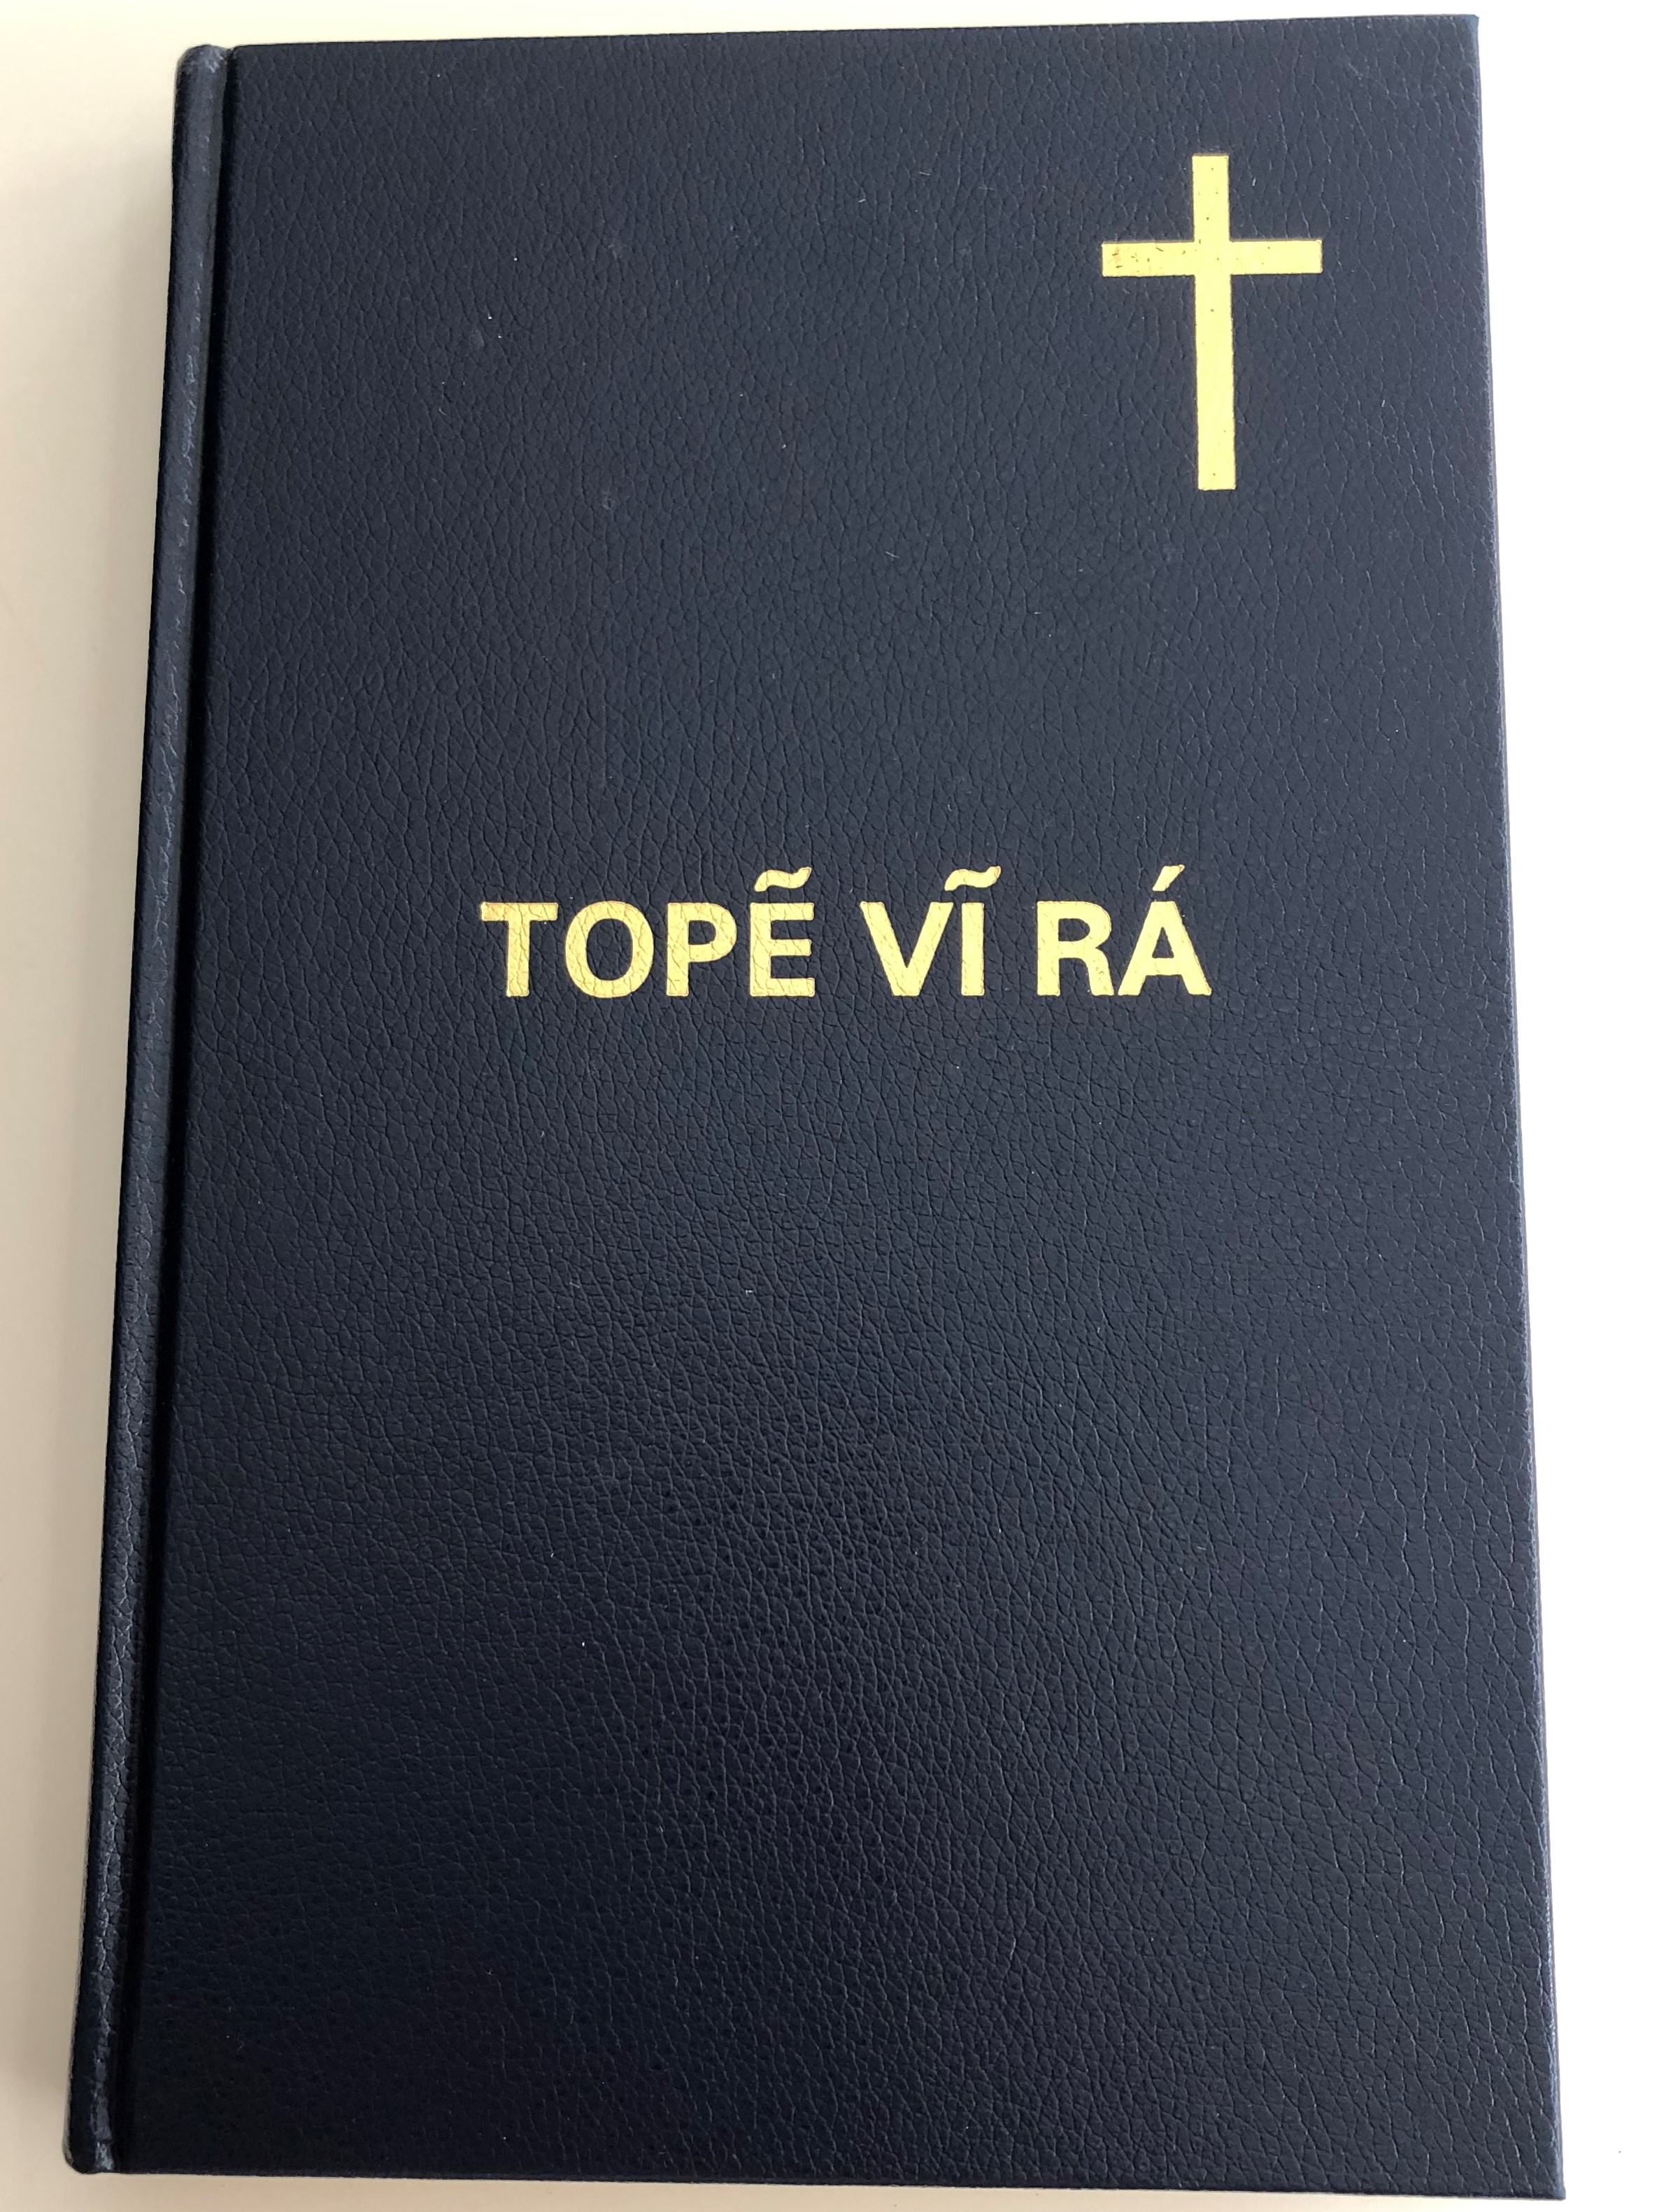 TOPẼ VĨ RÁ